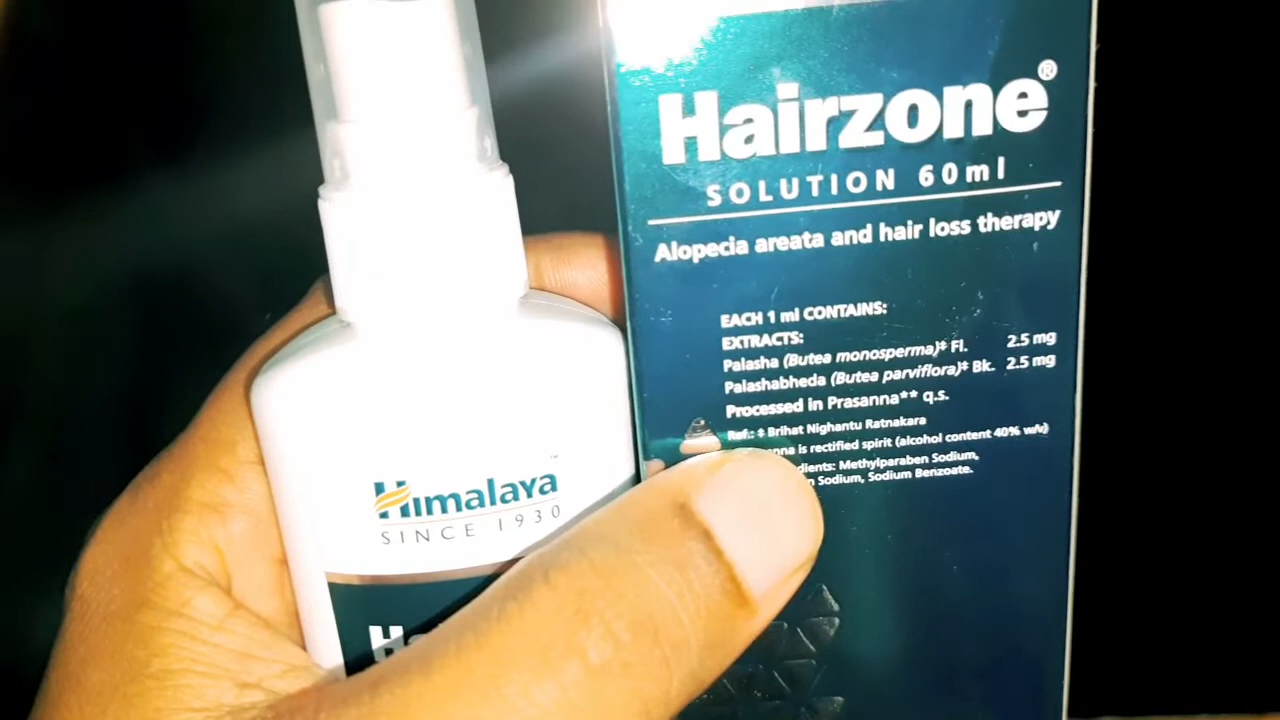 Hairzone®
SOLUTION 60ml
Alopecia areata and hair loss therapy
EACH 1 ml CONTAINS:
EXTRACTS:
Palasha (Butea monosperma)‡ Fl. 2.5 mg
Palashabheda (Butea parviflora)‡ Bk. 2.5 mg
Processed in Prasanna** q.s.
Ref.: ‡ Brihat Nighantu Ratnakara
is rectified spirit (alcohol content 40% w/v)
Methylparaben Sodium,
Sodium, Sodium Benzoate.
Himalaya™
SINCE 1930